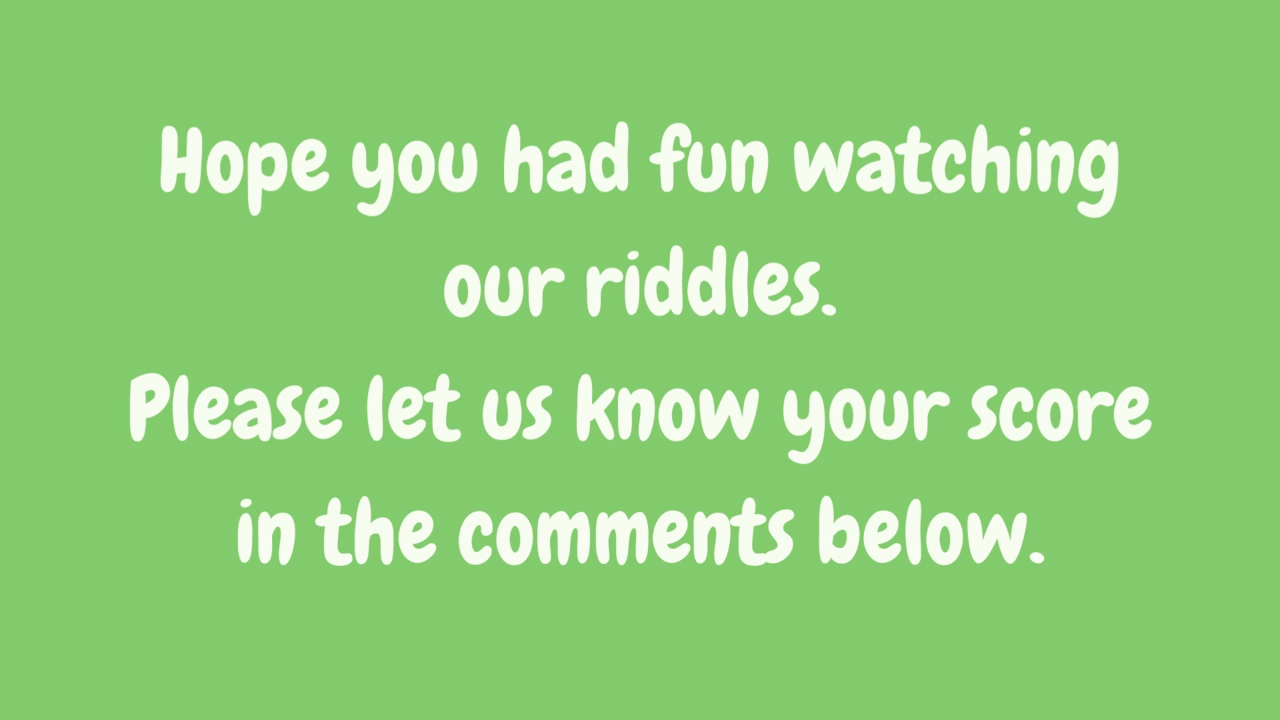 Hope you had fun watching
our riddles.
Please let us know your score
in the comments below.